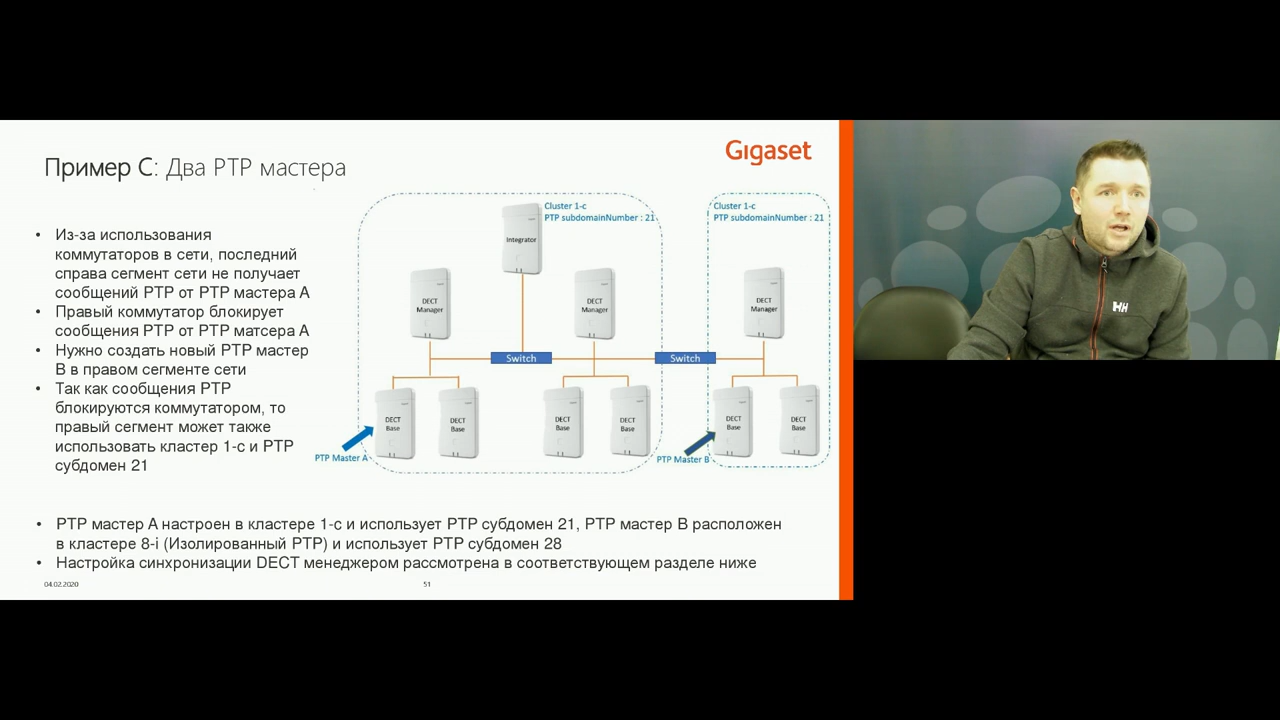 Пример C: Два PTP мастера
Gigaset
Из-за использования
коммутаторов в сети, последний
справа сегмент сети не получает
сообщений PTP от PTP мастера A
Правый коммутатор блокирует
сообщения PTP от PTP матсера A
Нужно создать новый PTP мастер
B в правом сегменте сети
Так как сообщения PTP
блокируются коммутатором, то
правый сегмент может также
использовать кластер 1-c и PTP
субдомен 21
Cluster 1-c
PTP subdomainNumber : 21
Cluster 1-c
PTP subdomainNumber : 21
Integrator
DECT
Manager
DECT
Manager
DECT
Manager
Switch
Switch
DECT
Base
DECT
Base
DECT
Base
DECT
Base
DECT
Base
DECT
Base
PTP Master A
PTP Master B
PTP мастер A настроен в кластере 1-c и использует PTP субдомен 21, PTP мастер B расположен
в кластере 8-i (Изолированный PTP) и использует PTP субдомен 28
Настройка синхронизации DECT менеджером рассмотрена в соответствующем разделе ниже
04.02.2020
51
HH